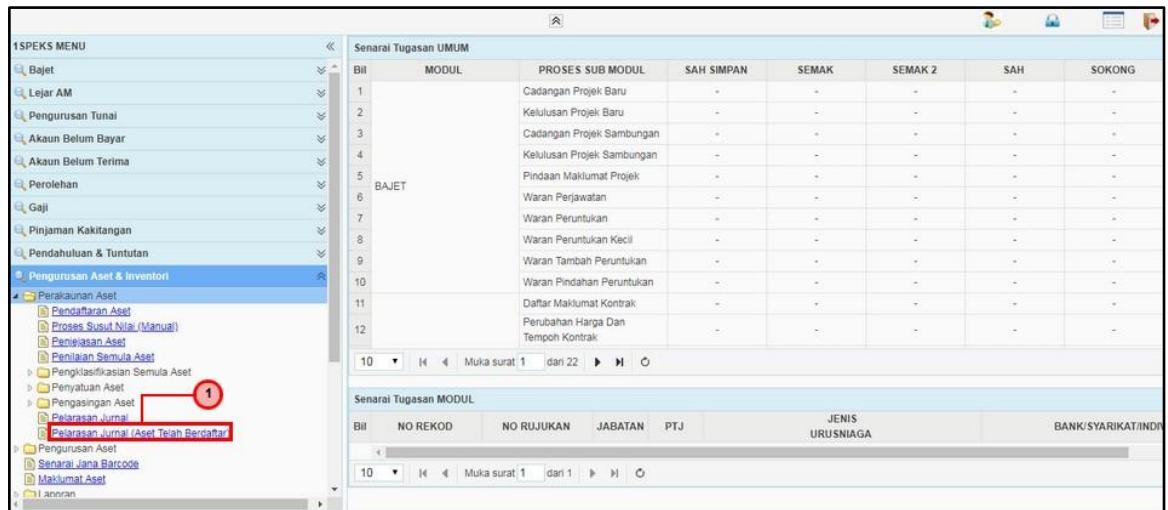 1SPEKS MENU
Bajet
Lejar AM
Pengurusan Tunai
Akaun Belum Bayar
Akaun Belum Terima
Perolehan
Gaji
Pinjaman Kakitangan
Pendahuluan & Tuntutan
Pengurusan Aset & Inventori
Perakaunan Aset
Pendaftaran Aset
Proses Susut Nilai (Manual)
Penjejasan Aset
Penilaian Semula Aset
Pengklasifikasian Semula Aset
Penyatuan Aset
Pengasingan Aset
1
Pelarasan Jurnal
Pelarasan Jurnal (Aset Telah Berdaftar)
Pengurusan Aset
Senarai Jana Barcode
Maklumat Aset
Laporan
Senarai Tugasan UMUM
Bil MODUL PROSES SUB MODUL SAH SIMPAN SEMAK SEMAK 2 SAH SOKONG
1 Cadangan Projek Baru - - - - -
2 Kelulusan Projek Baru - - - - -
3 Cadangan Projek Sambungan - - - - -
4 Kelulusan Projek Sambungan - - - - -
5 Pindaan Maklumat Projek - - - - -
BAJET
6 Waran Perjawatan - - - - -
7 Waran Peruntukan - - - - -
8 Waran Peruntukan Kecil - - - - -
9 Waran Tambah Peruntukan - - - - -
10 Waran Pindahan Peruntukan - - - - -
11 Daftar Maklumat Kontrak - - - - -
12 Perubahan Harga Dan
Tempoh Kontrak - - - - -
10 Muka surat 1 dari 22
Senarai Tugasan MODUL
Bil NO REKOD NO RUJUKAN JABATAN PTJ JENIS
URUSNIAGA BANK/SYARIKAT/INDIV
10 Muka surat 1 dari 1